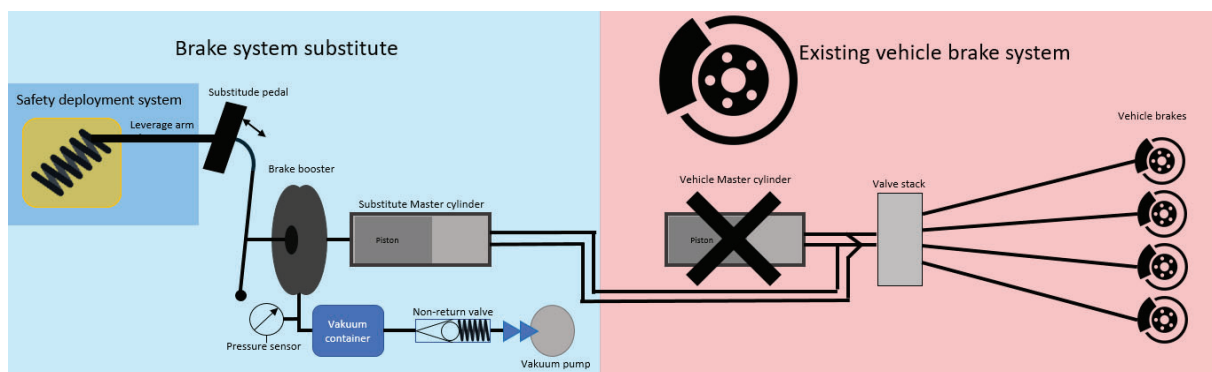 Brake system substitute
Existing vehicle brake system
Safety deployment system
Substitude pedal
Leverage arm
Vehicle brakes
Brake booster
Vehicle Master cylinder
Valve stack
Substitute Master cylinder
Piston
Piston
Non-return valve
Vakuum
container
Pressure sensor
Vakuum pump